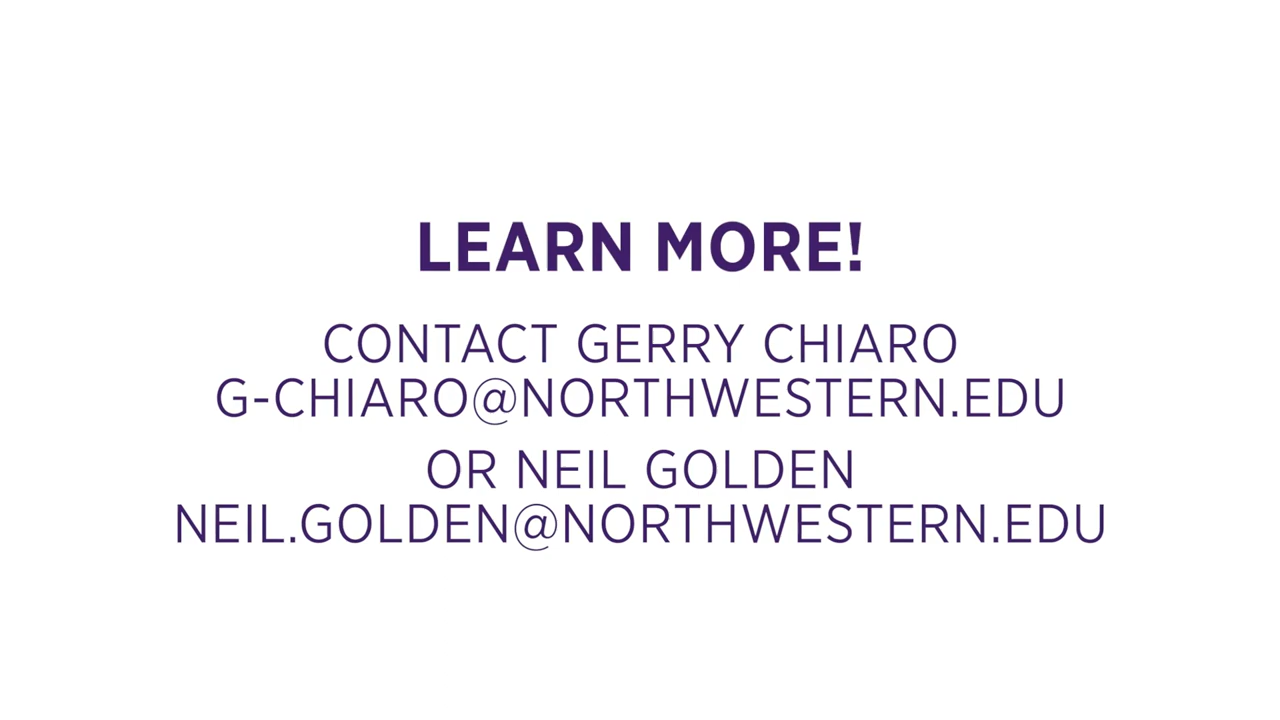 LEARN MORE!
CONTACT GERRY CHIARO
G-CHIARO@NORTHWESTERN.EDU
OR NEIL GOLDEN
NEIL.GOLDEN@NORTHWESTERN.EDU